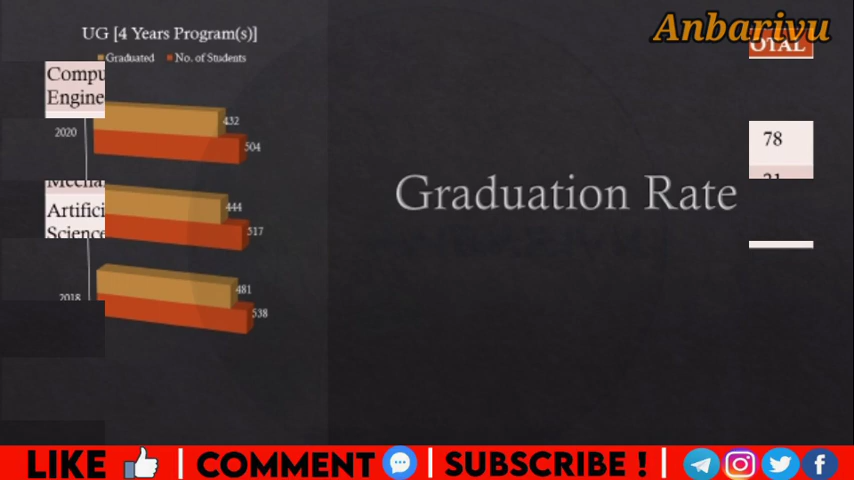 Anbarivu
UG [4 Years Program(s)]
OTAL
Graduated No. of Students
Compu
Engine
432
2020
504
78
Artifici
444
Science
517
Graduation Rate
481
2018
538
LIKE | COMMENT | SUBSCRIBE ! |